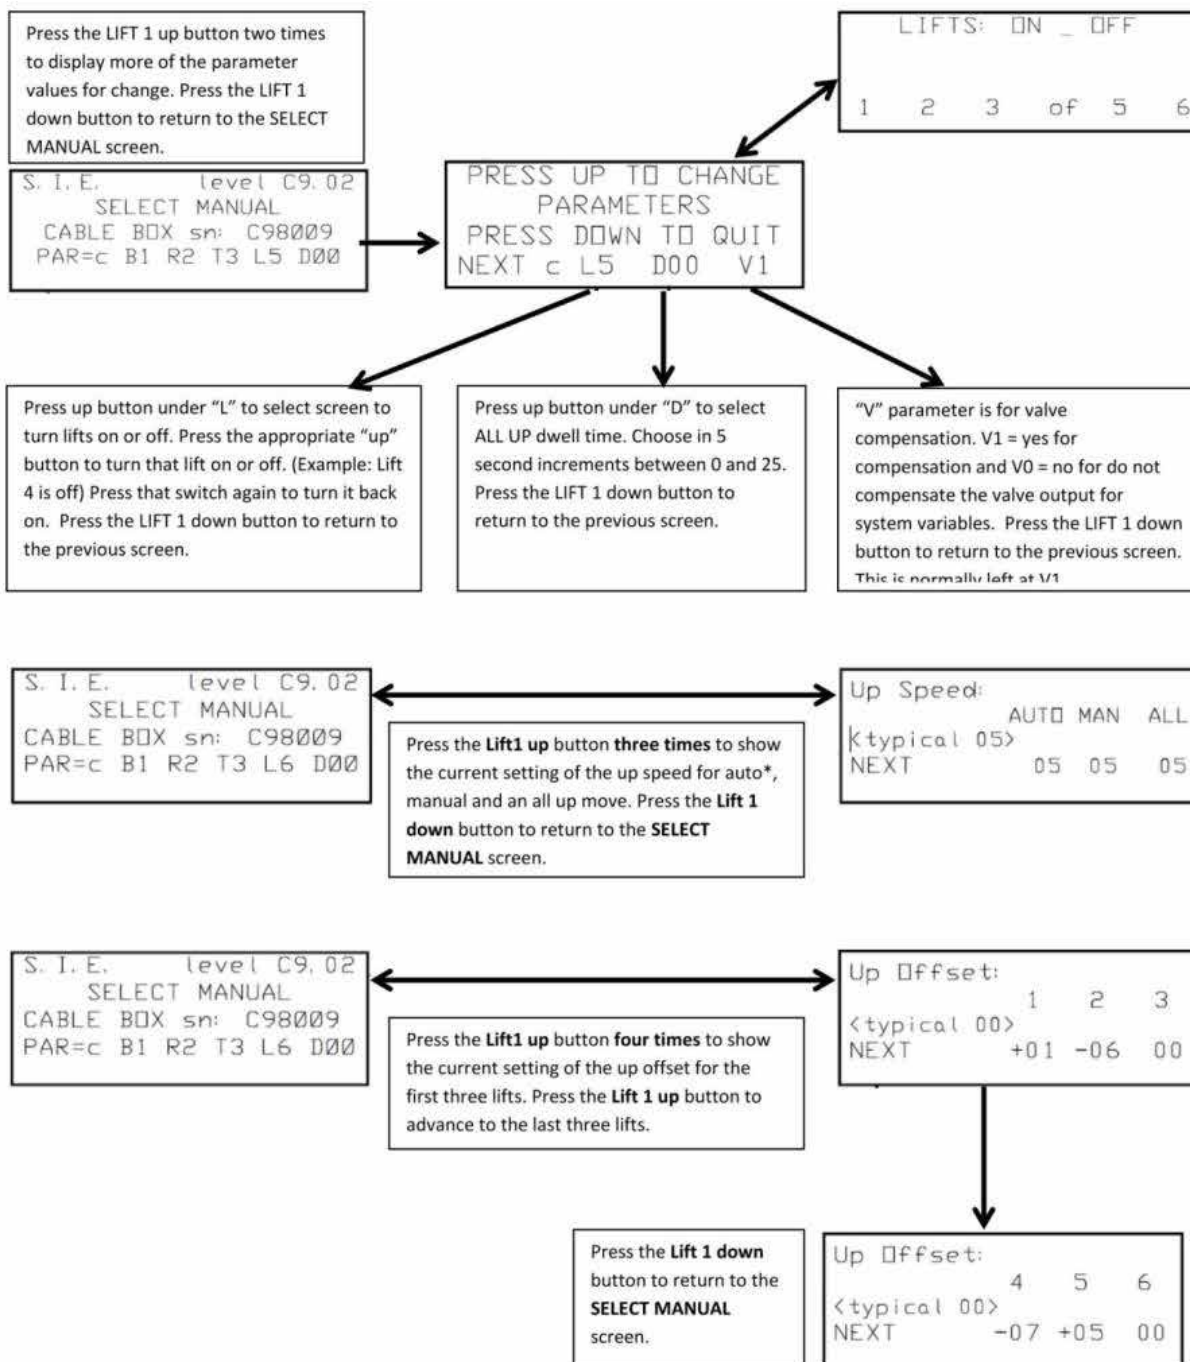 Press the LIFT 1 up button two times
to display more of the parameter
values for change. Press the LIFT 1
down button to return to the SELECT
MANUAL screen.
LIFTS: ON _ OFF
1 2 3 of 5 6
S. I. E. level C9.02
SELECT MANUAL
CABLE BOX sn: C98009
PAR=c B1 R2 T3 L5 D00
PRESS UP TO CHANGE
PARAMETERS
PRESS DOWN TO QUIT
NEXT c L5 D00 V1
Press up button under “L” to select screen to
turn lifts on or off. Press the appropriate “up”
button to turn that lift on or off. (Example: Lift
4 is off) Press that switch again to turn it back
on. Press the LIFT 1 down button to return to
the previous screen.
Press up button under “D” to select
ALL UP dwell time. Choose in 5
second increments between 0 and 25.
Press the LIFT 1 down button to
return to the previous screen.
“V” parameter is for valve
compensation. V1 = yes for
compensation and V0 = no for do not
compensate the valve output for
system variables. Press the LIFT 1 down
button to return to the previous screen.
This is normally left at V1
S. I. E. level C9.02
SELECT MANUAL
CABLE BOX sn: C98009
PAR=c B1 R2 T3 L6 D00
Press the Lift1 up button three times to show
the current setting of the up speed for auto*,
manual and an all up move. Press the Lift 1
down button to return to the SELECT
MANUAL screen.
Up Speed:
AUTO MAN ALL
<typical 05>
NEXT 05 05 05
S. I. E. level C9.02
SELECT MANUAL
CABLE BOX sn: C98009
PAR=c B1 R2 T3 L6 D00
Press the Lift1 up button four times to show
the current setting of the up offset for the
first three lifts. Press the Lift 1 up button to
advance to the last three lifts.
Up Offset:
1 2 3
<typical 00>
NEXT +01 -06 00
Press the Lift 1 down
button to return to the
SELECT MANUAL
screen.
Up Offset:
4 5 6
<typical 00>
NEXT -07 +05 00